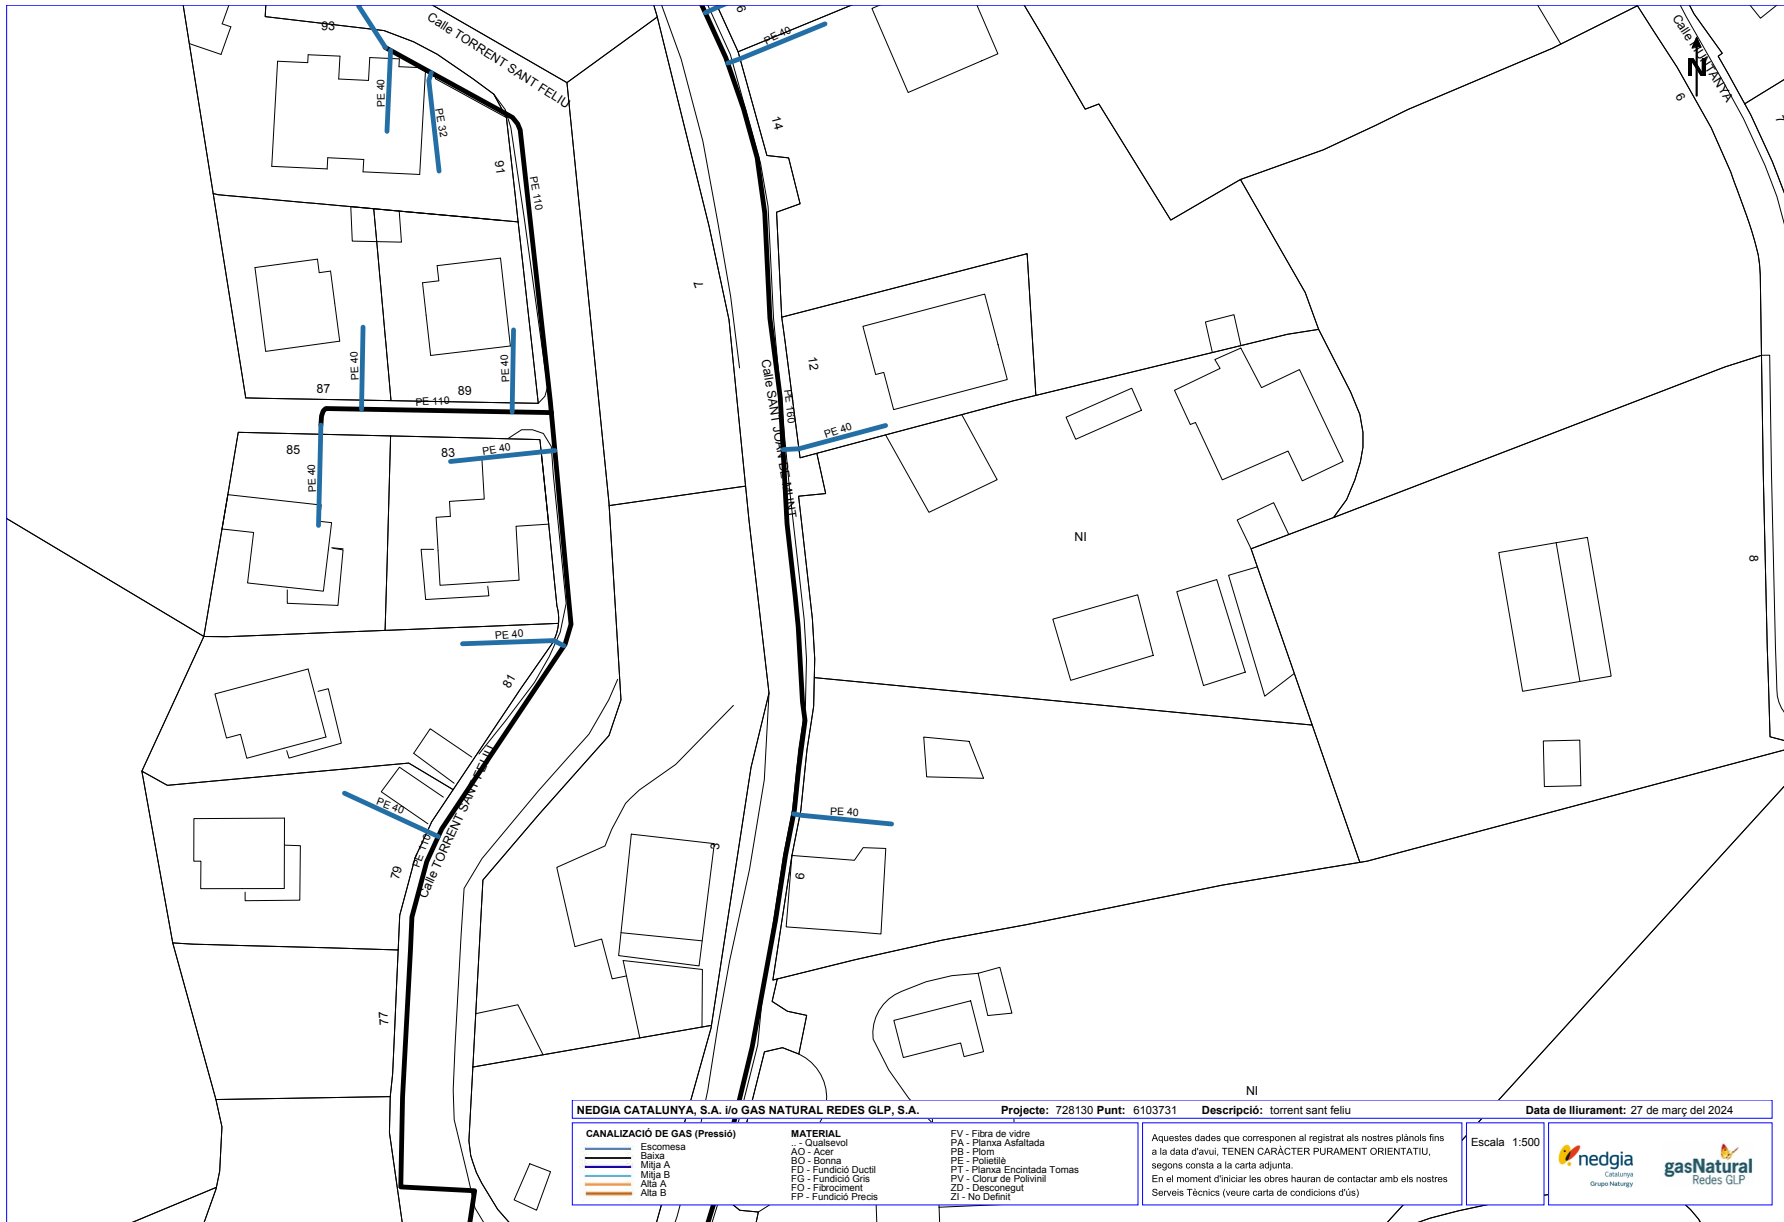 93
Calle TORRENT SANT FELIU
9
PE 40
Calle MUNTANYA
N
6
7
PE 40
PE 32
14
91
PE 110
7
PE 40
PE 40
12
87
89
PE 110
Calle SANT JOAN DE MUNT
PE 160
PE 40
85
83
PE 40
PE 40
NI
8
PE 40
81
Calle TORRENT SANT FELIU
PE 40
PE 110
79
PE 40
3
9
77
NI
NEDGIA CATALUNYA, S.A. i/o GAS NATURAL REDES GLP, S.A. Projecte: 728130 Punt: 6103731 Descripció: torrent sant feliu Data de lliurament: 27 de març del 2024
CANALIZACIÓ DE GAS (Pressió)
Escomesa
Baixa
Mitja A
Mitja B
Alta A
Alta B
MATERIAL
.. - Qualsevol
AO - Acer
BO - Bonna
FD - Fundició Ductil
FG - Fundició Gris
FO - Fibrociment
FP - Fundició Precis
FV - Fibra de vidre
PA - Planxa Asfaltada
PB - Plom
PE - Polietilè
PT - Planxa Encintada Tomas
PV - Clorur de Polivinil
ZD - Desconegut
ZI - No Definit
Aquestes dades que corresponen al registrat als nostres plànols fins
a la data d'avui, TENEN CARÀCTER PURAMENT ORIENTATIU,
segons consta a la carta adjunta.
En el moment d'iniciar les obres hauran de contactar amb els nostres
Serveis Tècnics (veure carta de condicions d'ús)
Escala 1:500
nedgia
Catalunya
Grupo Naturgy
gasNatural
Redes GLP